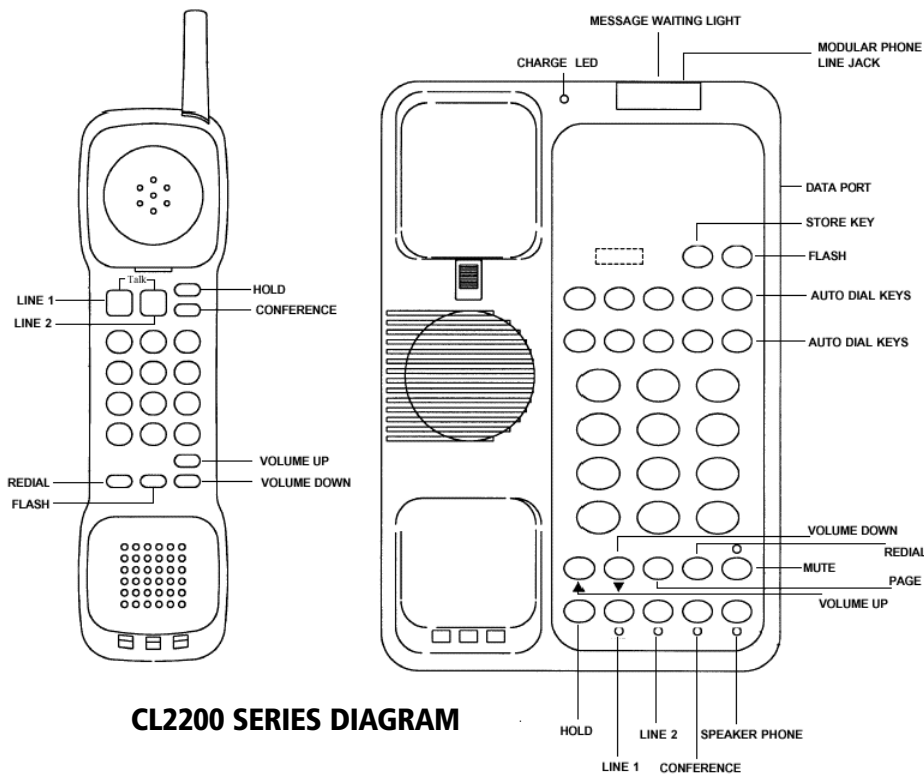 MESSAGE WAITING LIGHT
MODULAR PHONE
LINE JACK
CHARGE LED
DATA PORT
STORE KEY
FLASH
Talk
HOLD
LINE 1
CONFERENCE
LINE 2
AUTO DIAL KEYS
AUTO DIAL KEYS
VOLUME UP
REDIAL
VOLUME DOWN
FLASH
VOLUME DOWN
REDIAL
MUTE
PAGE
VOLUME UP
CL2200 SERIES DIAGRAM
HOLD
LINE 2
SPEAKER PHONE
LINE 1
CONFERENCE